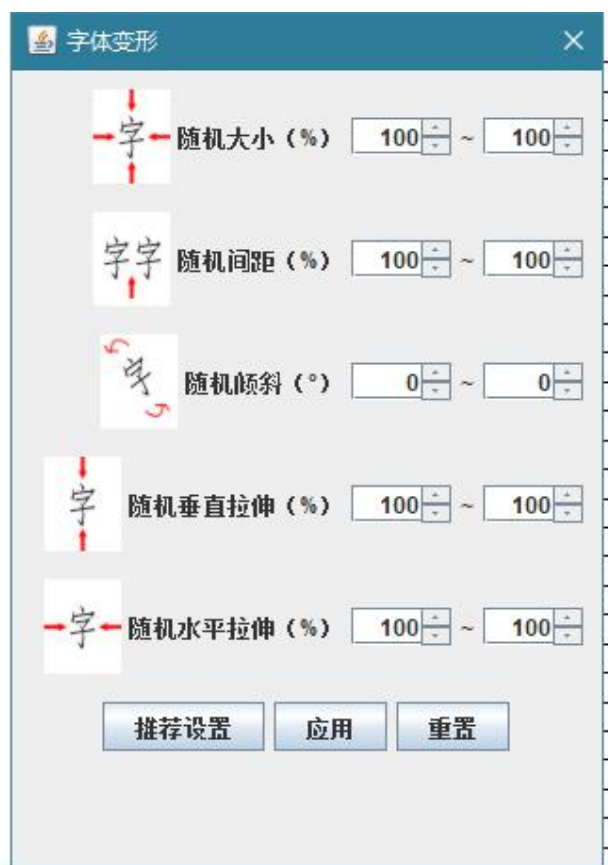 字体变形
字 随机大小（%） 100 ~ 100
字字 随机间距（%） 100 ~ 100
字 随机倾斜（°） 0 ~ 0
字 随机垂直拉伸（%） 100 ~ 100
字 随机水平拉伸（%） 100 ~ 100
推荐设置 应用 重置